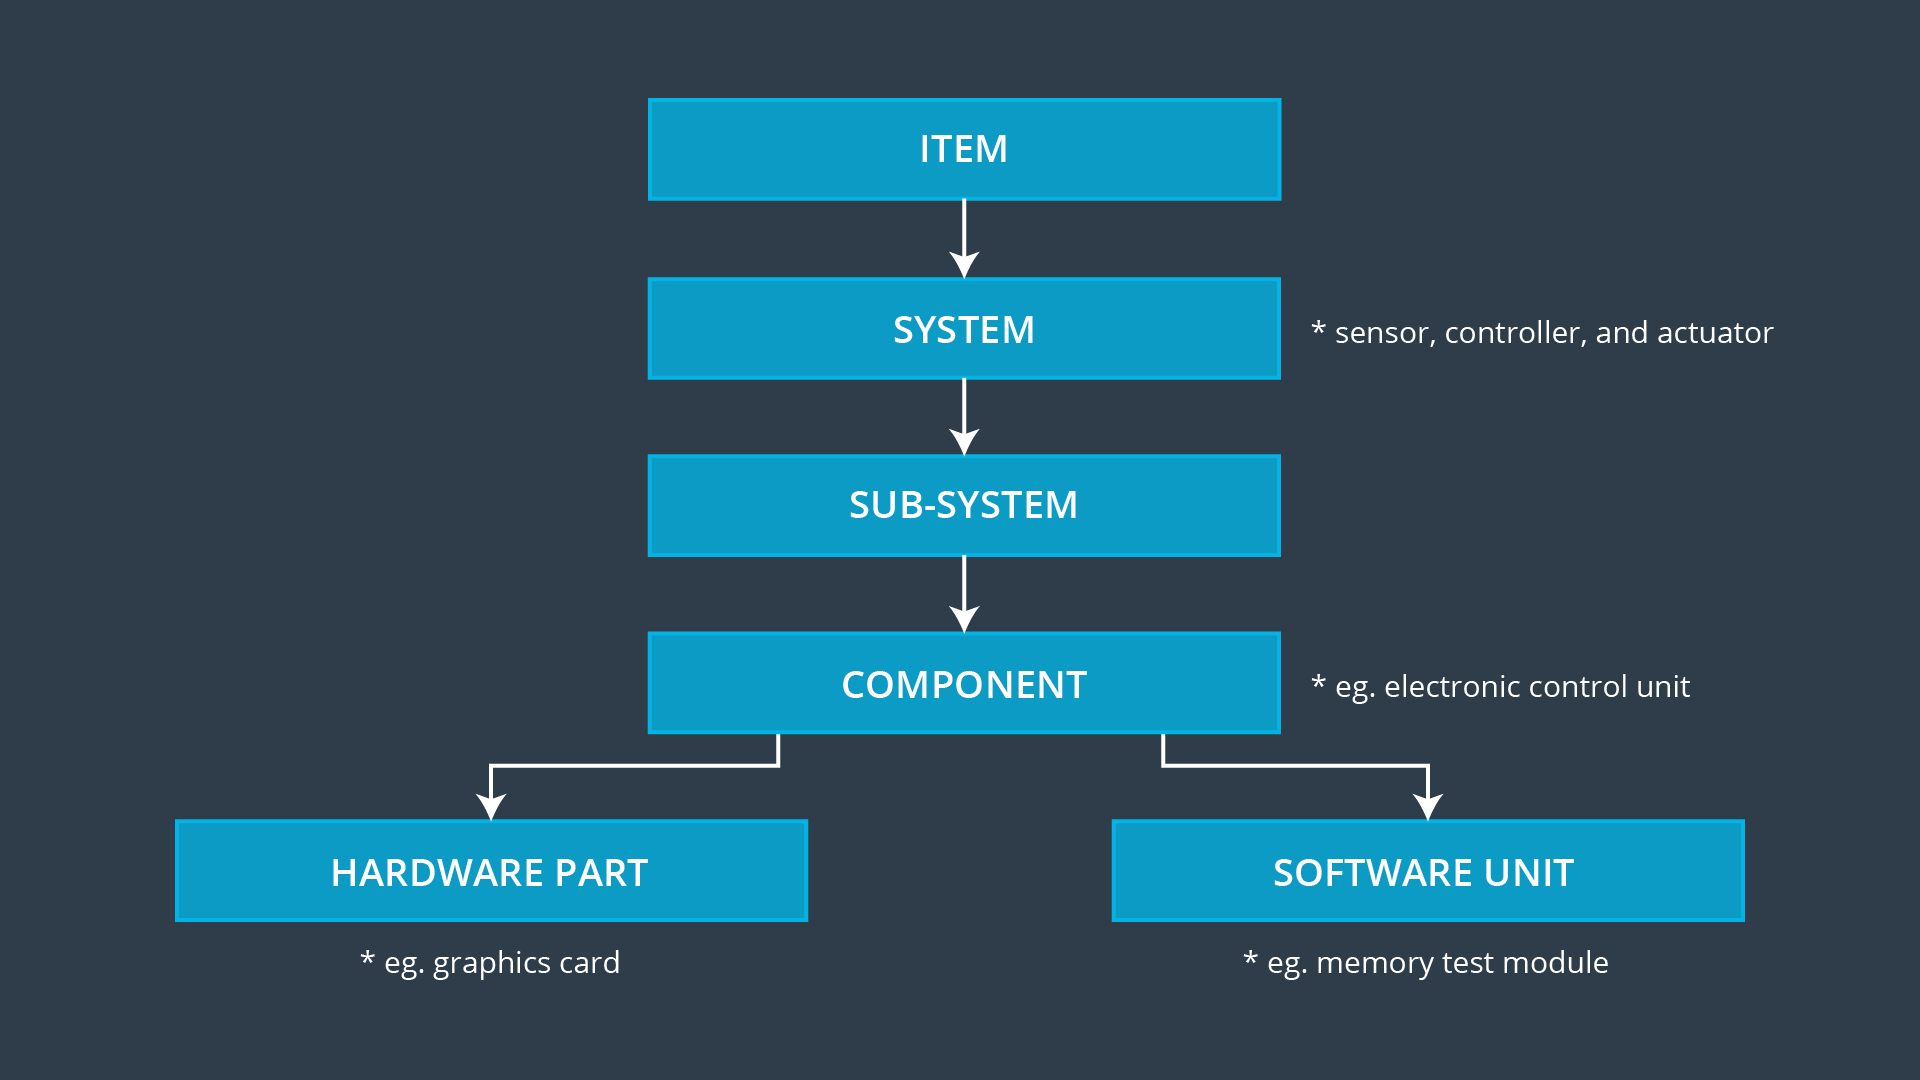 ITEM
SYSTEM
* sensor, controller, and actuator
SUB-SYSTEM
COMPONENT
* eg. electronic control unit
HARDWARE PART
SOFTWARE UNIT
* eg. graphics card
* eg. memory test module